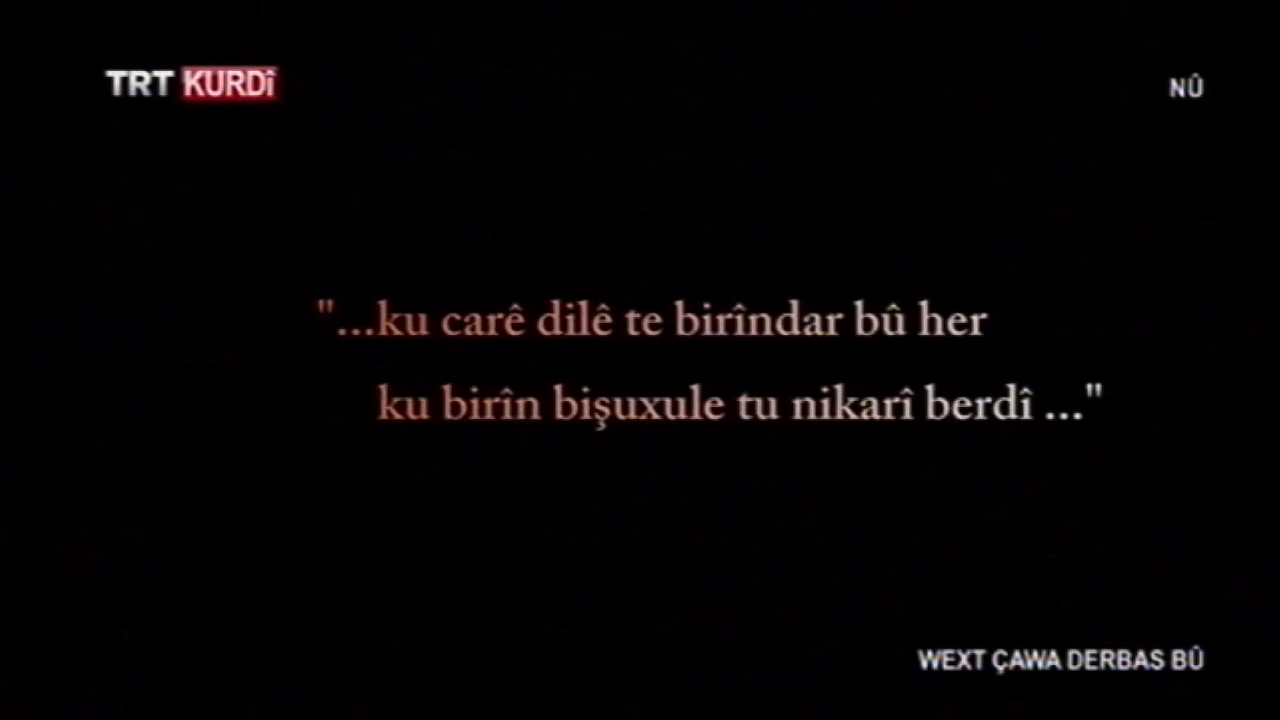 TRT KURDî
NÛ
"...ku carê dilê te birîndar bû her
ku birîn bişuxule tu nikarî berdî ..."
WEXT ÇAWA DERBAS BÛ